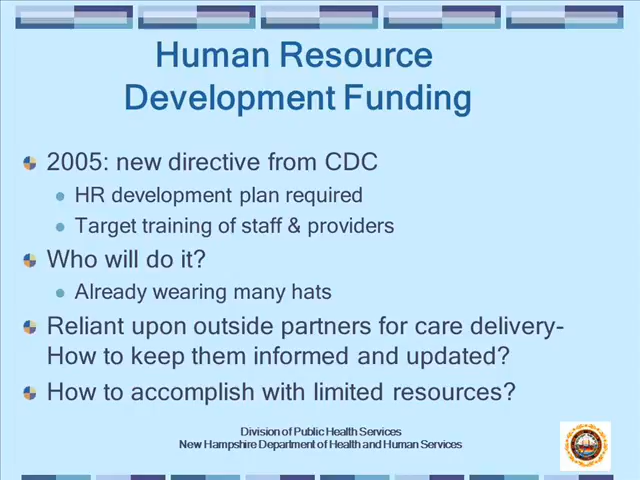 Human Resource
Development Funding
2005: new directive from CDC
HR development plan required
Target training of staff & providers
Who will do it?
Already wearing many hats
Reliant upon outside partners for care delivery-
How to keep them informed and updated?
How to accomplish with limited resources?
Division of Public Health Services
New Hampshire Department of Health and Human Services